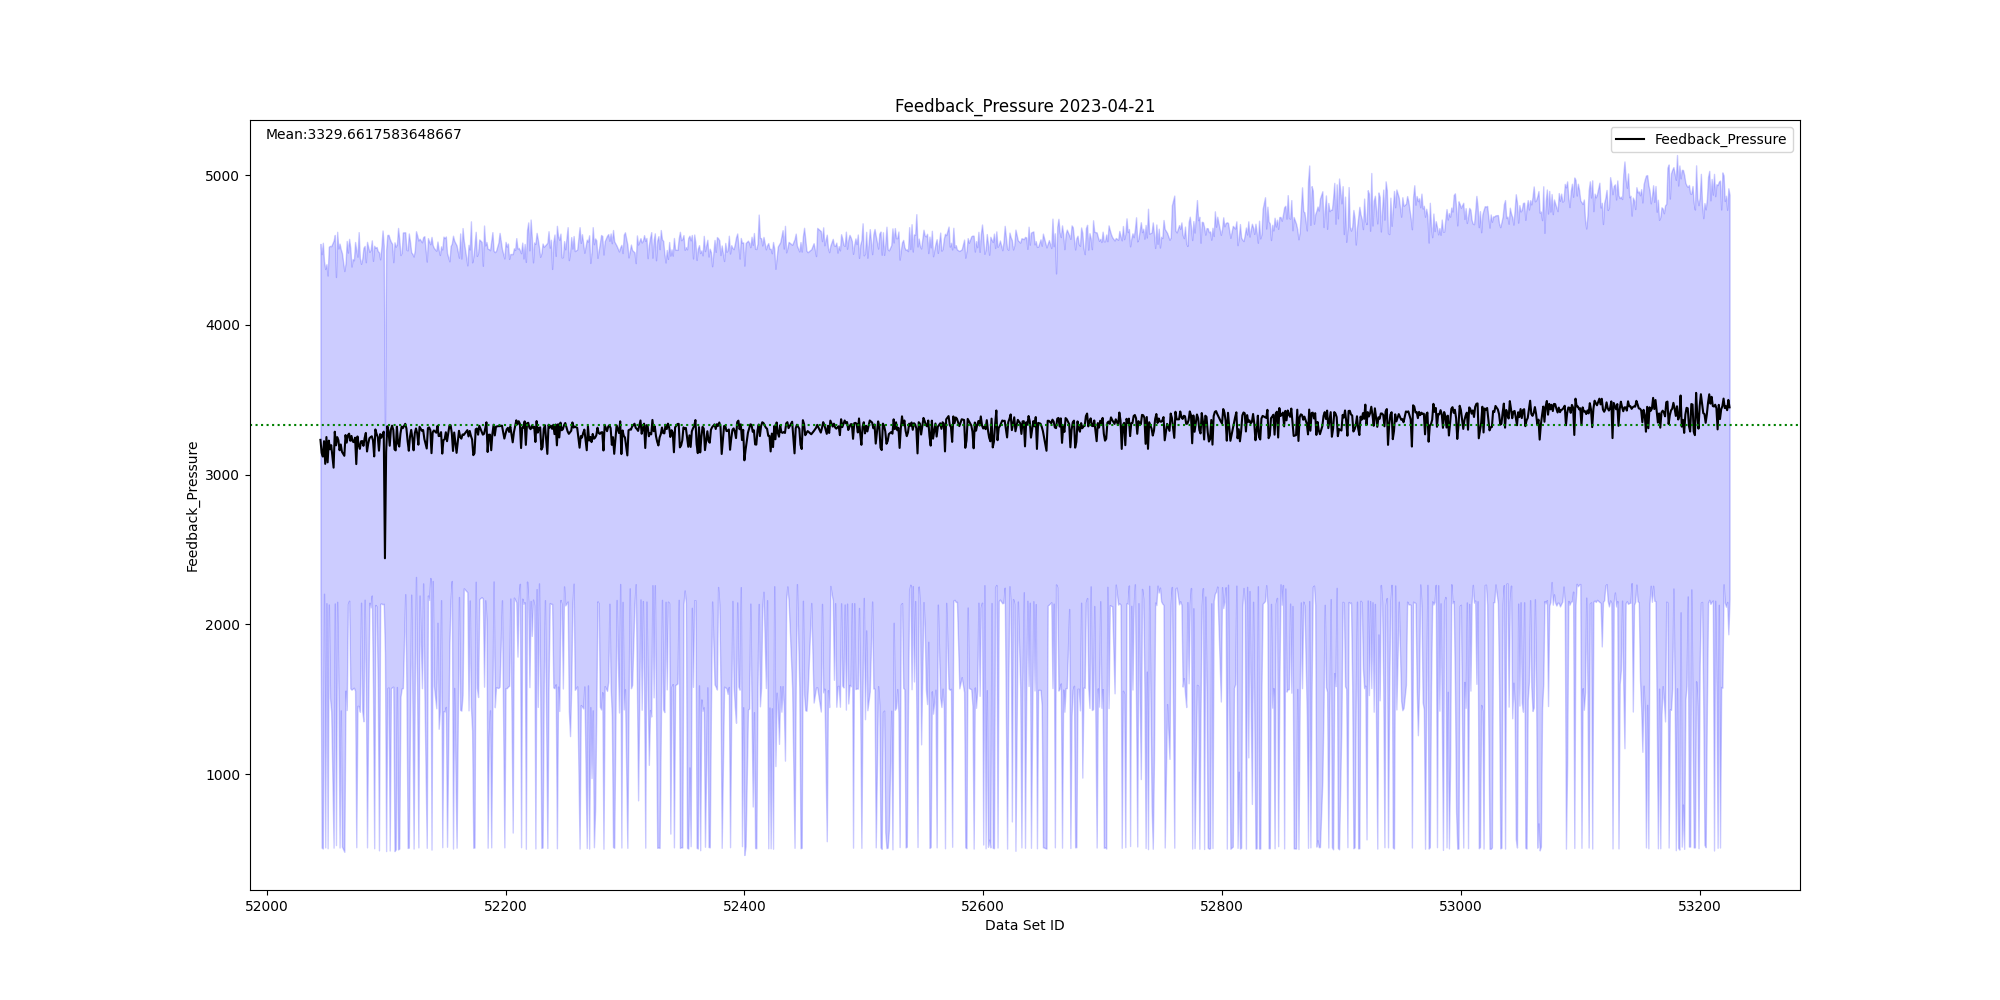 Feedback_Pressure 2023-04-21
Mean:3329.6617583648667
Feedback_Pressure
5000
4000
3000
2000
1000
Feedback_Pressure
52000 52200 52400 52600 52800 53000 53200
Data Set ID